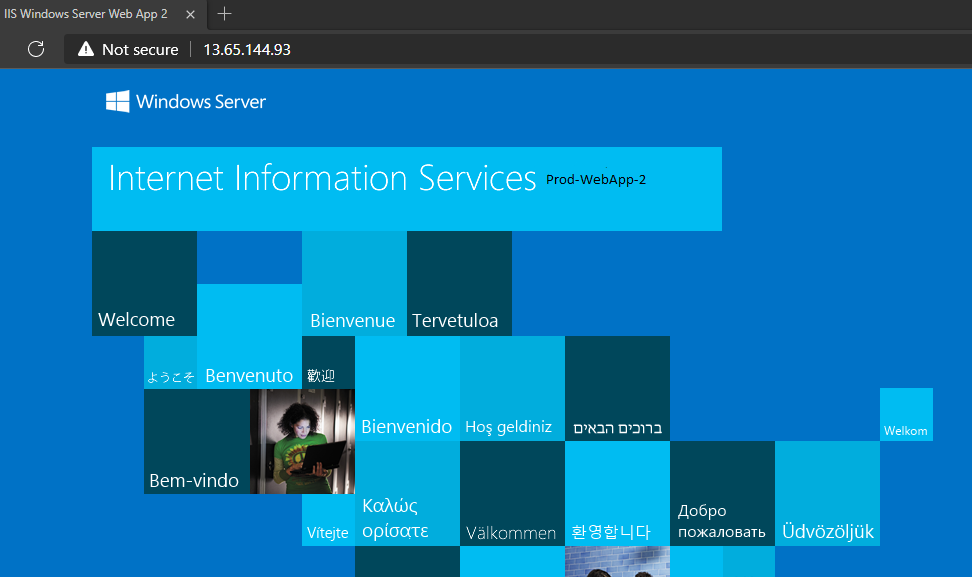 IIS Windows Server Web App 2
Not secure
13.65.144.93
Windows Server
Internet Information Services Prod-WebApp-2
Welcome
Bienvenue
Tervetuloa
ようこそ
Benvenuto
歡迎
Bienvenido
Hoş geldiniz
ברוכים הבאים
Welkom
Bem-vindo
Vítejte
Καλώς
ορίσατε
Välkommen
환영합니다
Добро
пожаловать
Üdvözöljük